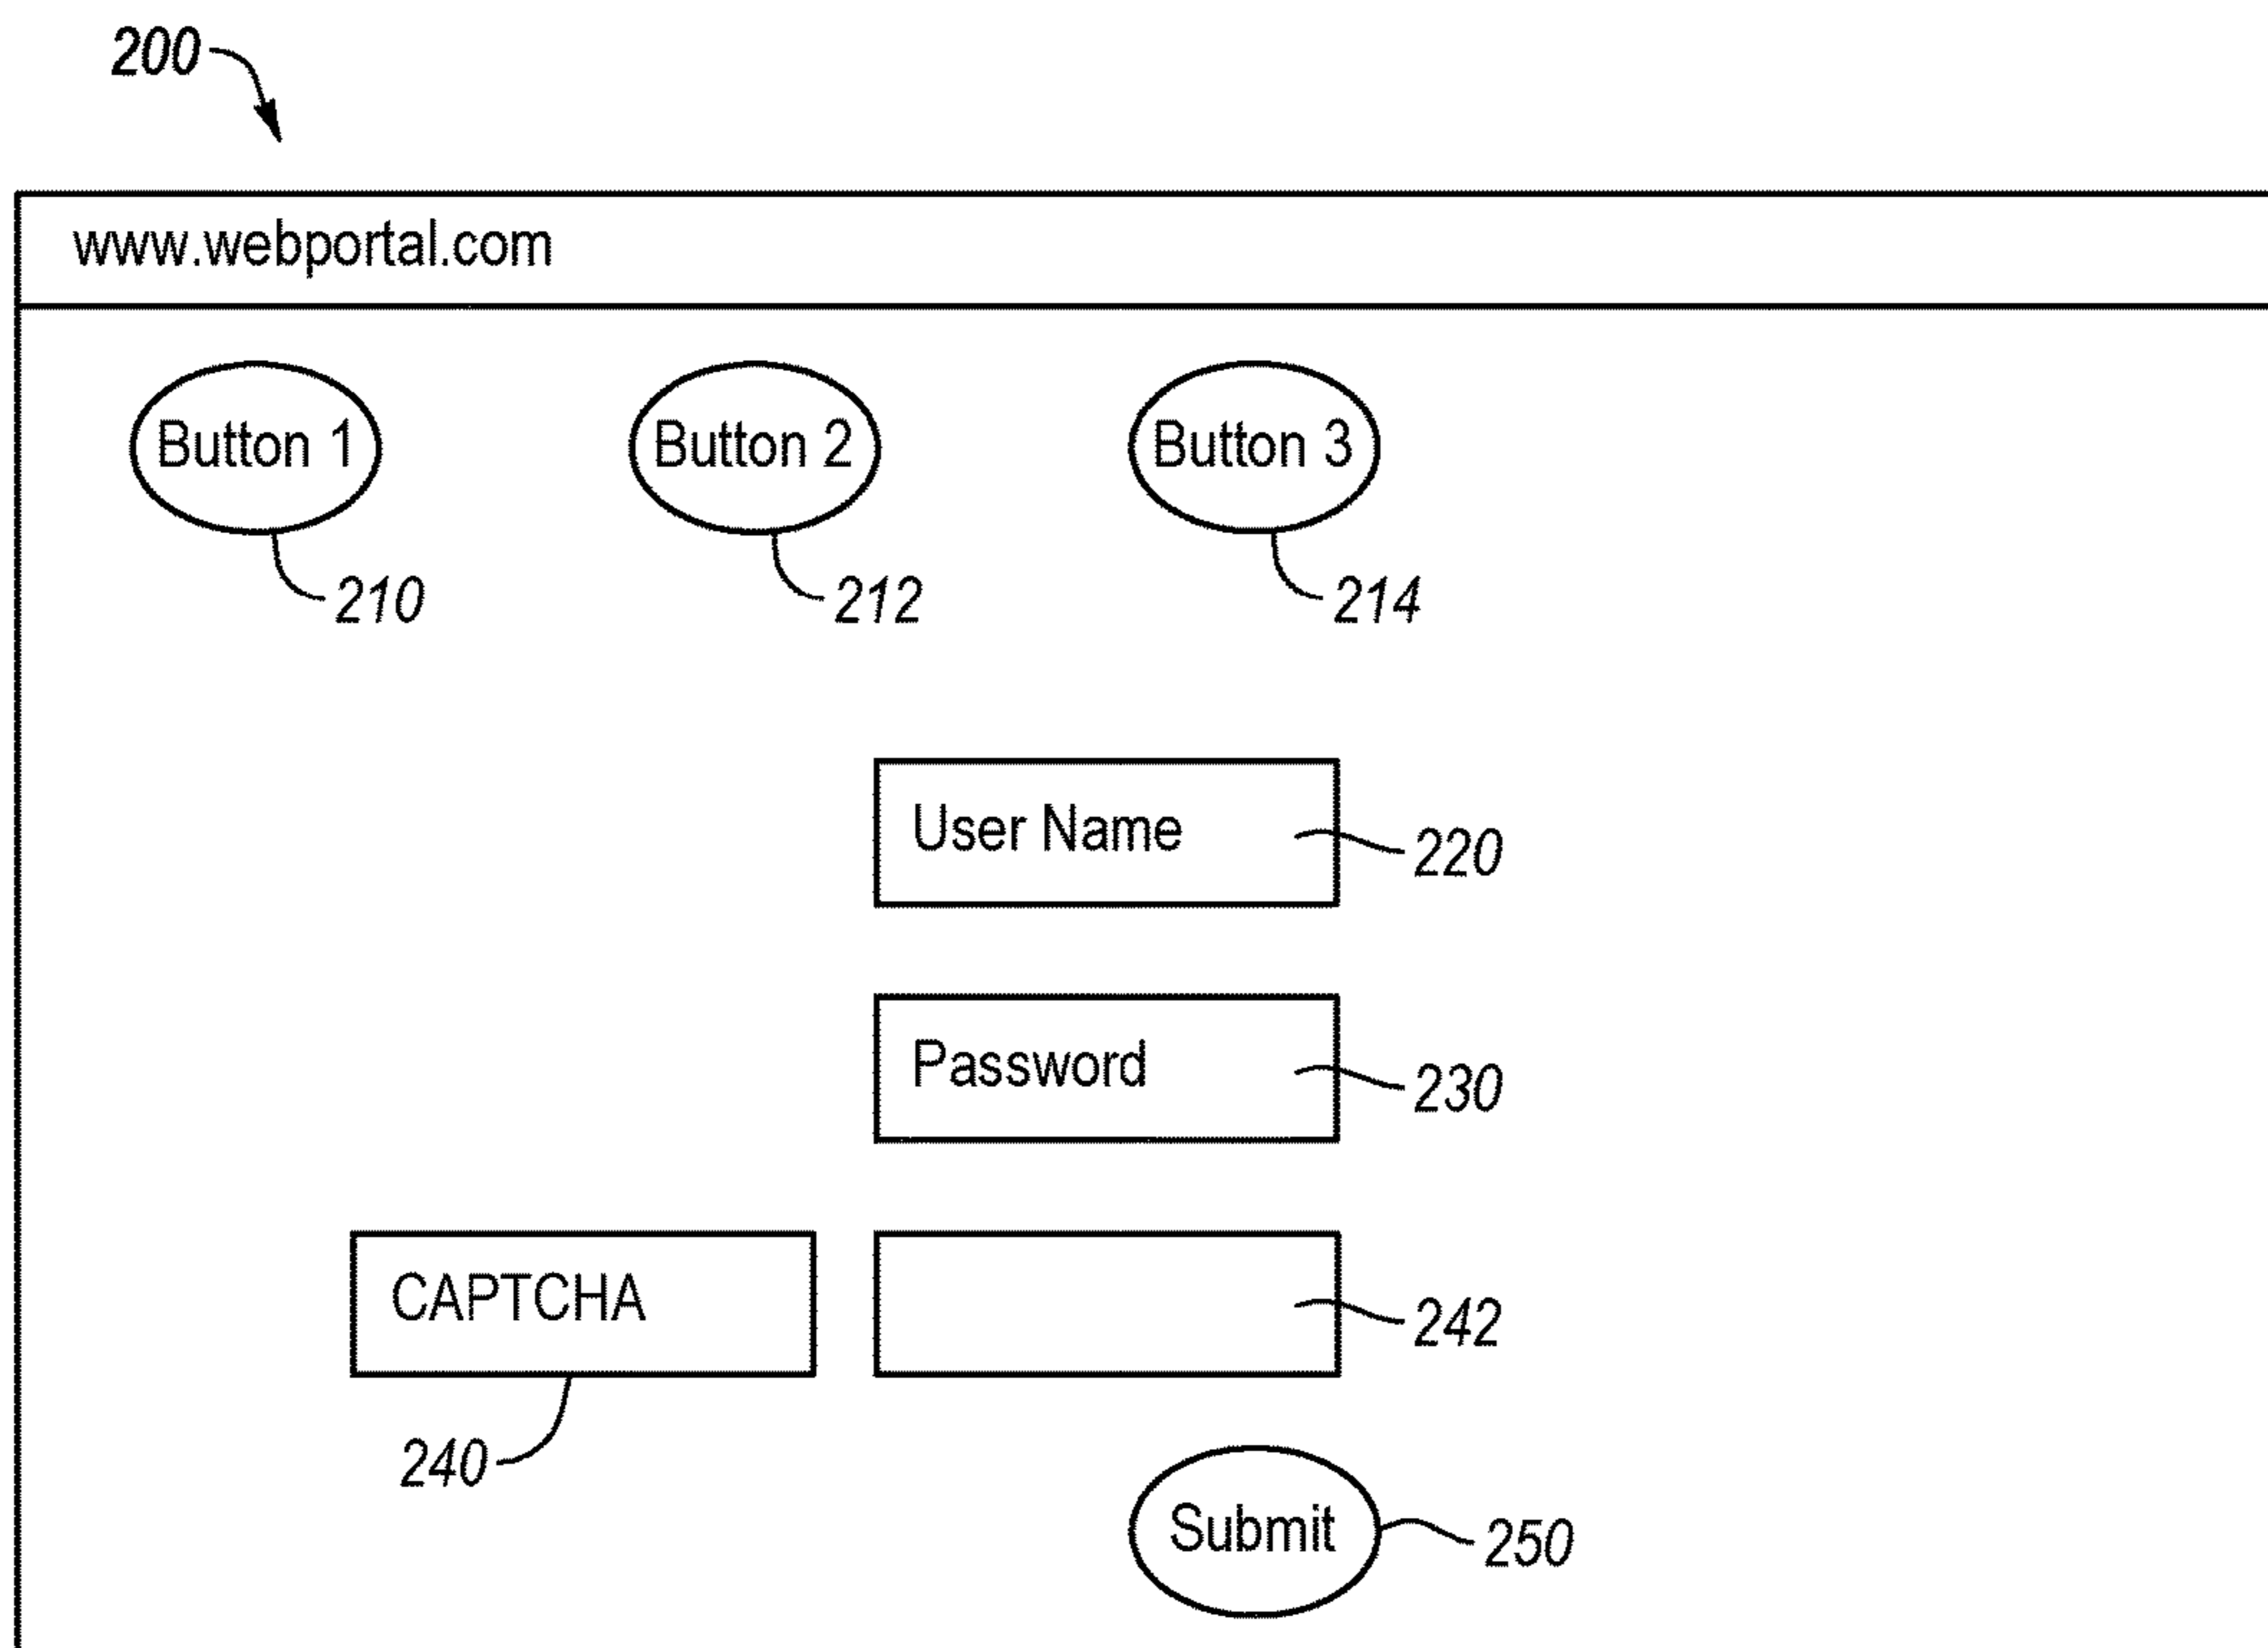 200
www.webportal.com
Button 1 Button 2 Button 3
210 212 214
User Name 220
Password 230
CAPTCHA 242
240
Submit 250